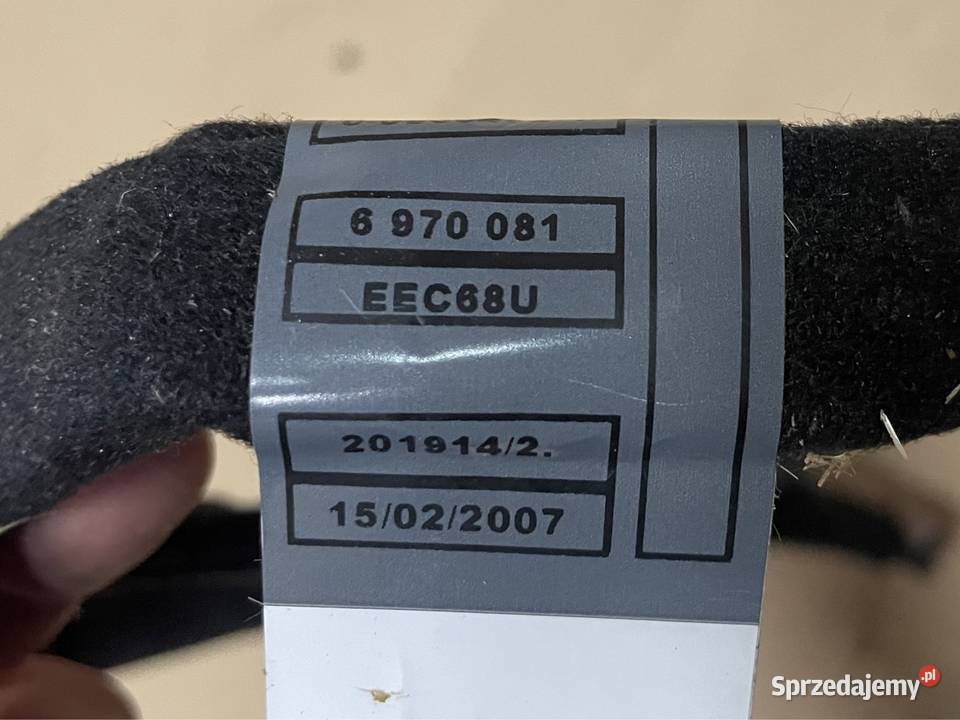 6 970 081
EEC68U
201914/2.
15/02/2007
Sprzedajemy.pl